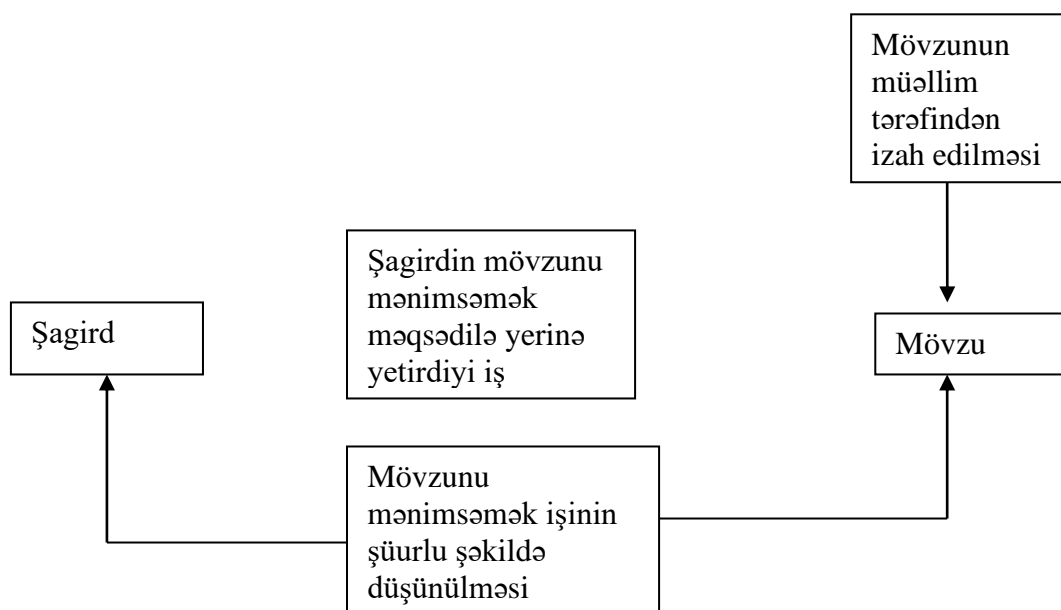 Mövzunun
müəllim
tərəfindən
izah edilməsi
Şagirdin mövzunu
mənimsəmək
məqsədilə yerinə
yetirdiyi iş
Şagird
Mövzu
Mövzunu
mənimsəmək işinin
şüurlu şəkildə
düşünülməsi